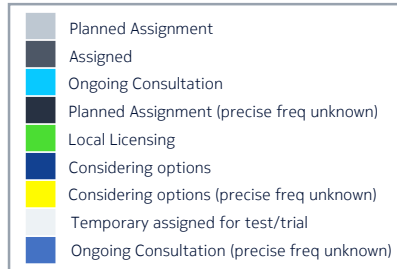 Planned Assignment
Assigned
Ongoing Consultation
Planned Assignment (precise freq unknown)
Local Licensing
Considering options
Considering options (precise freq unknown)
Temporary assigned for test/trial
Ongoing Consultation (precise freq unknown)